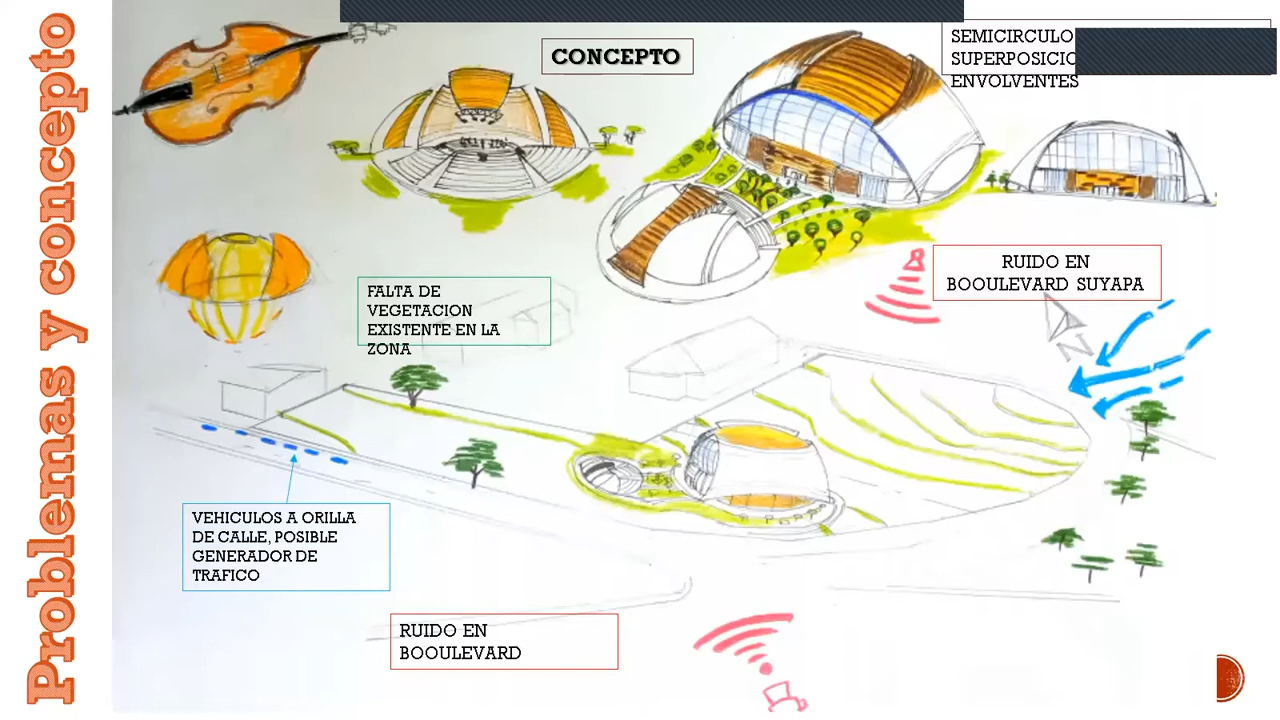 Problemas y concepto
CONCEPTO
SEMICIRCULO
SUPERPOSICIO
ENVOLVENTES
RUIDO EN
BOOULEVARD SUYAPA
FALTA DE
VEGETACION
EXISTENTE EN LA
ZONA
N
VEHICULOS A ORILLA
DE CALLE, POSIBLE
GENERADOR DE
TRAFICO
RUIDO EN
BOOULEVARD